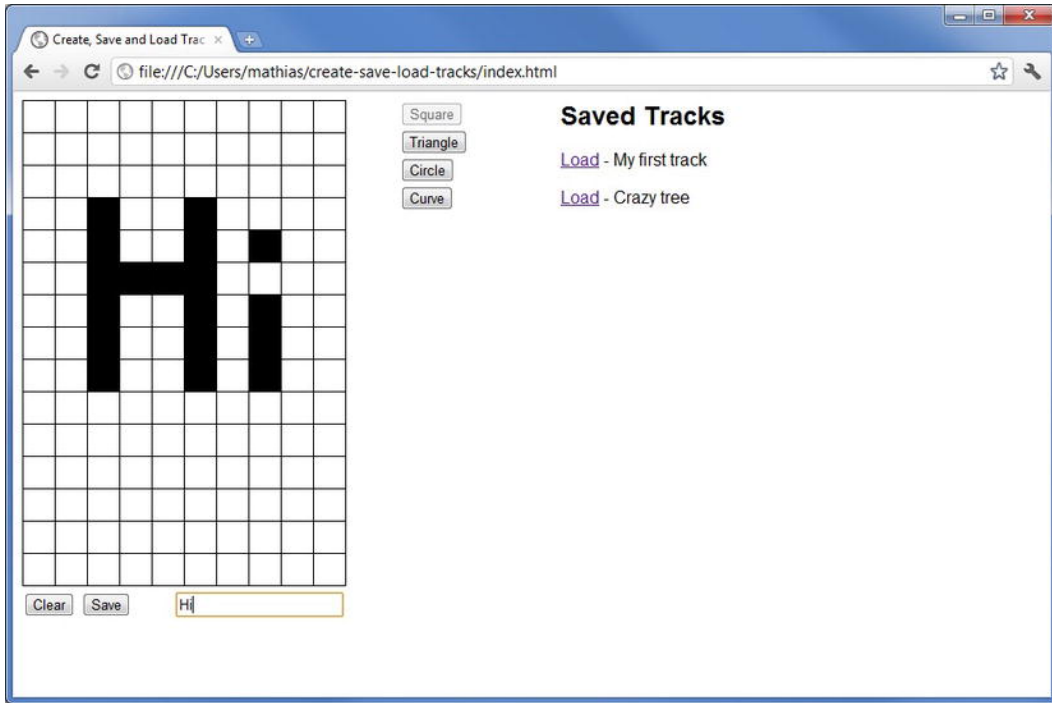 Create, Save and Load Trac
file:///C:/Users/mathias/create-save-load-tracks/index.html
Hi
Square
Triangle
Circle
Curve
Saved Tracks
Load - My first track
Load - Crazy tree
Clear Save Hi